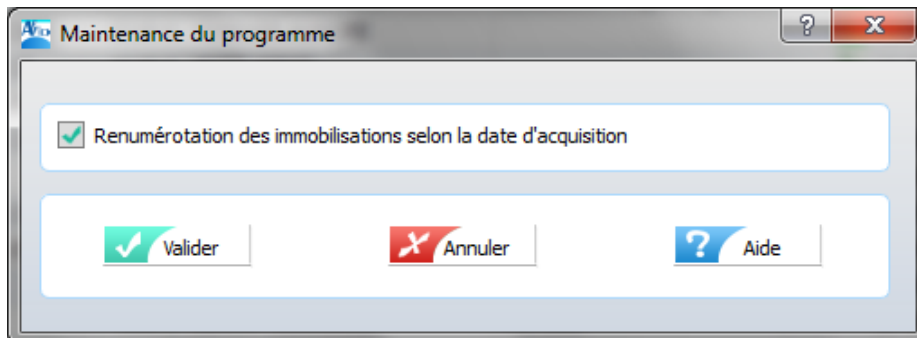 Maintenance du programme
Renumérotation des immobilisations selon la date d'acquisition
Valider
Annuler
? Aide